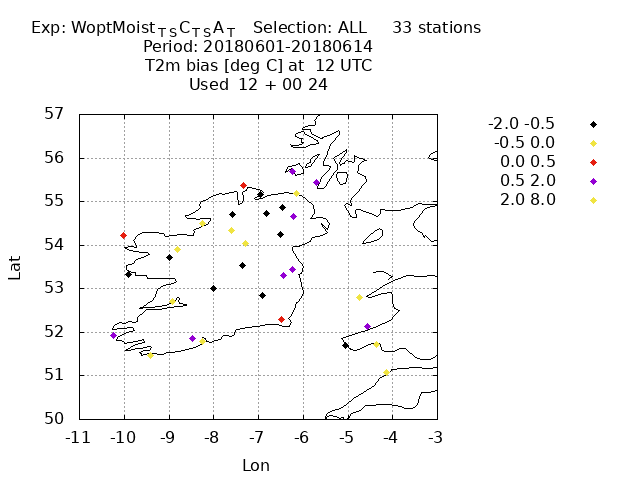 Exp: WoptMoist_TS C_TS A_T   Selection: ALL     33 stations
Period: 20180601-20180614
T2m bias [deg C] at  12 UTC
Used  12 + 00 24
-2.0 -0.5
-0.5 0.0
0.0 0.5
0.5 2.0
2.0 8.0
57
56
55
54
53
52
51
50
Lat
-11 -10 -9 -8 -7 -6 -5 -4 -3
Lon